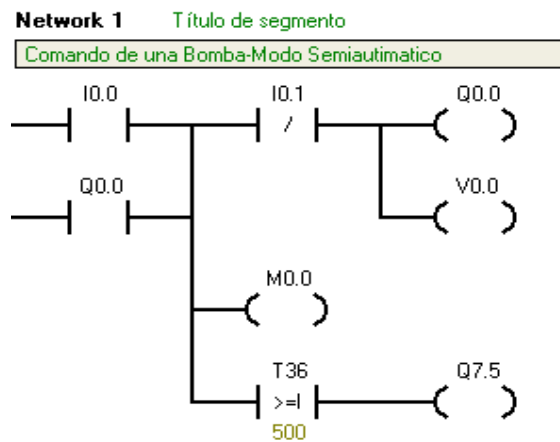 Network 1 Título de segmento
Comando de una Bomba-Modo Semiautimatico
I0.0 I0.1 Q0.0
/
Q0.0 V0.0
M0.0
T36 Q7.5
>=I
500